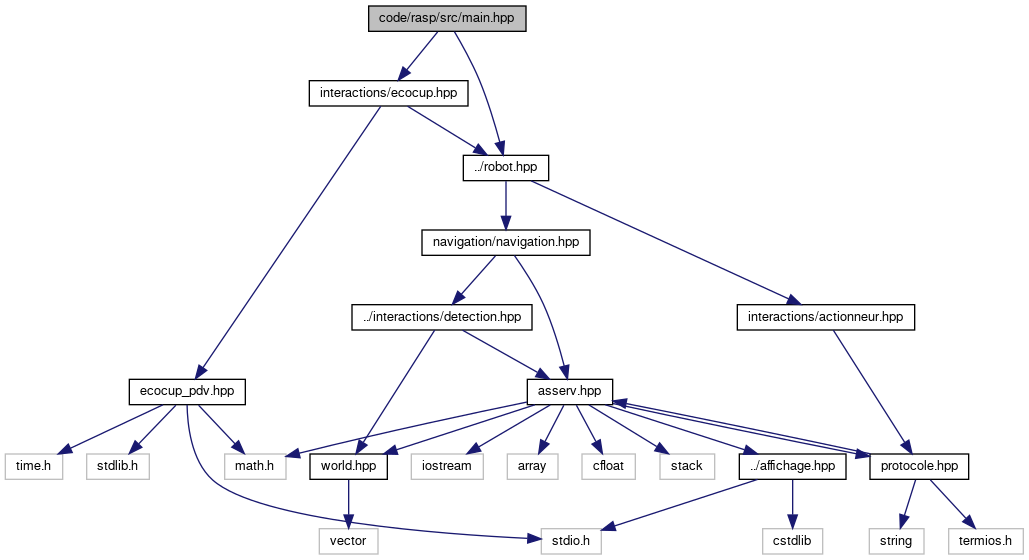 code/rasp/src/main.hpp
interactions/ecocup.hpp
../robot.hpp
navigation/navigation.hpp
../interactions/detection.hpp
interactions/actionneur.hpp
ecocup_pdv.hpp
asserv.hpp
time.h
stdlib.h
math.h
world.hpp
iostream
array
cfloat
stack
../affichage.hpp
protocole.hpp
vector
stdio.h
cstdlib
string
termios.h